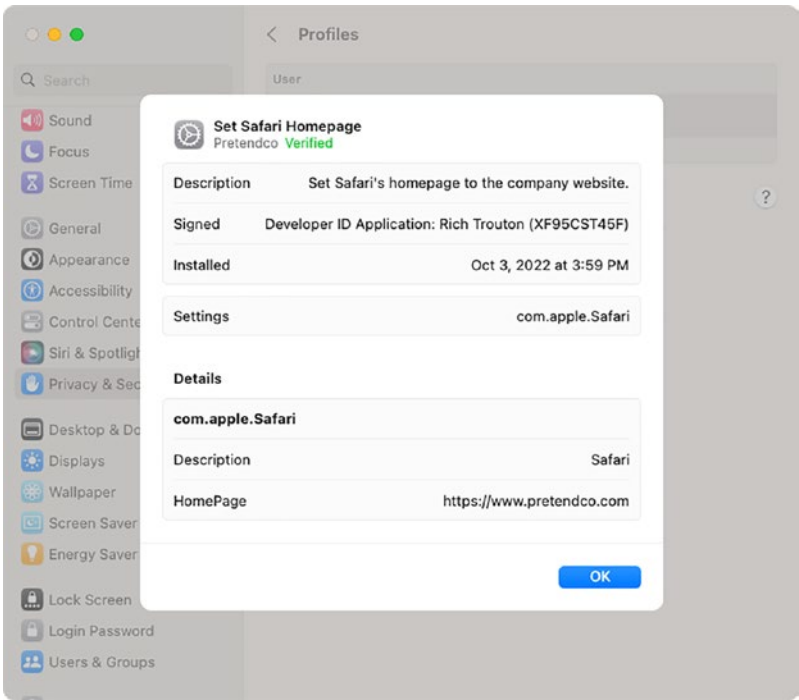 Profiles
Search
User
Sound
Focus
Screen Time
General
Appearance
Accessibility
Control Cente
Siri & Spotligh
Privacy & Sec
Desktop & Do
Displays
Wallpaper
Screen Saver
Energy Saver
Lock Screen
Login Password
Users & Groups
Set Safari Homepage
Pretendco Verified
Description Set Safari's homepage to the company website.
Signed Developer ID Application: Rich Trouton (XF95CST45F)
Installed Oct 3, 2022 at 3:59 PM
Settings com.apple.Safari
Details
com.apple.Safari
Description Safari
HomePage https://www.pretendco.com
OK
?